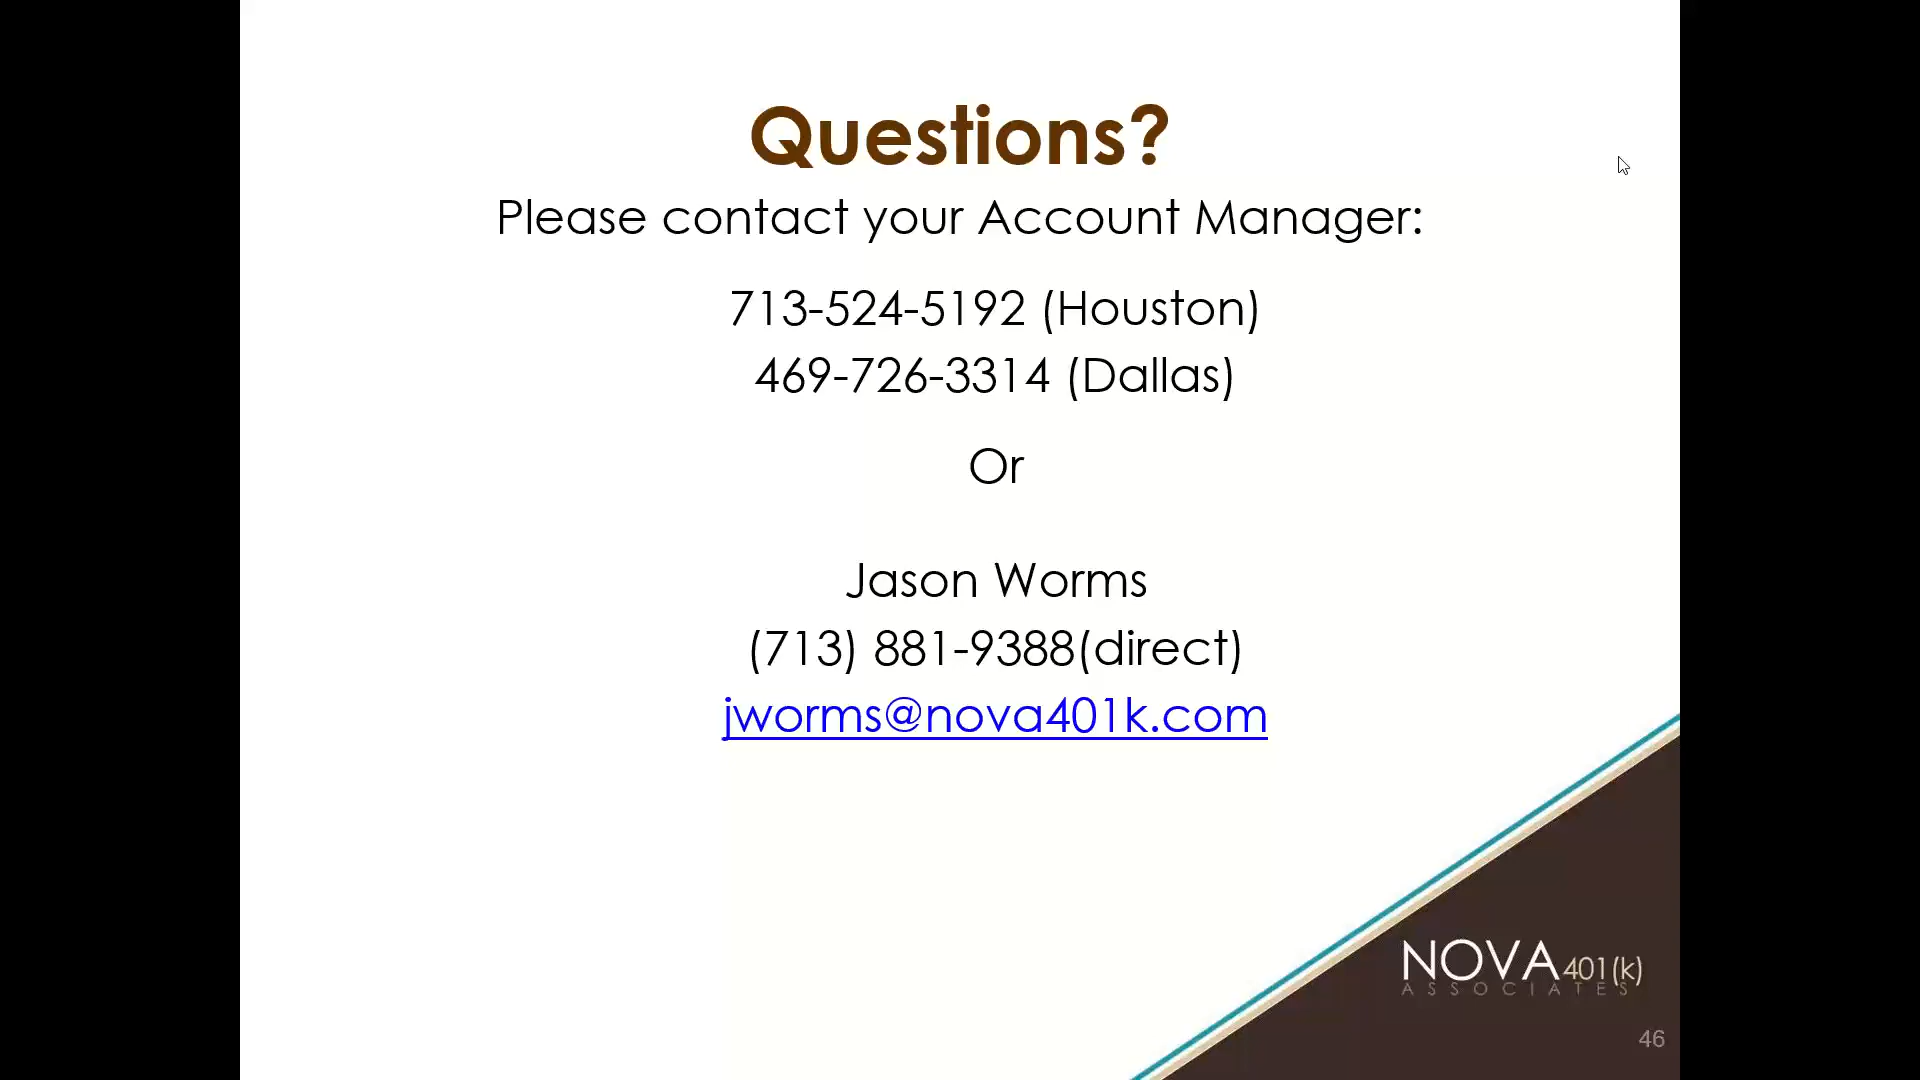 Questions?
Please contact your Account Manager:
713-524-5192 (Houston)
469-726-3314 (Dallas)
Or
Jason Worms
(713) 881-9388(direct)
jworms@nova401k.com
NOVA 401(k)
ASSOCIATES
46